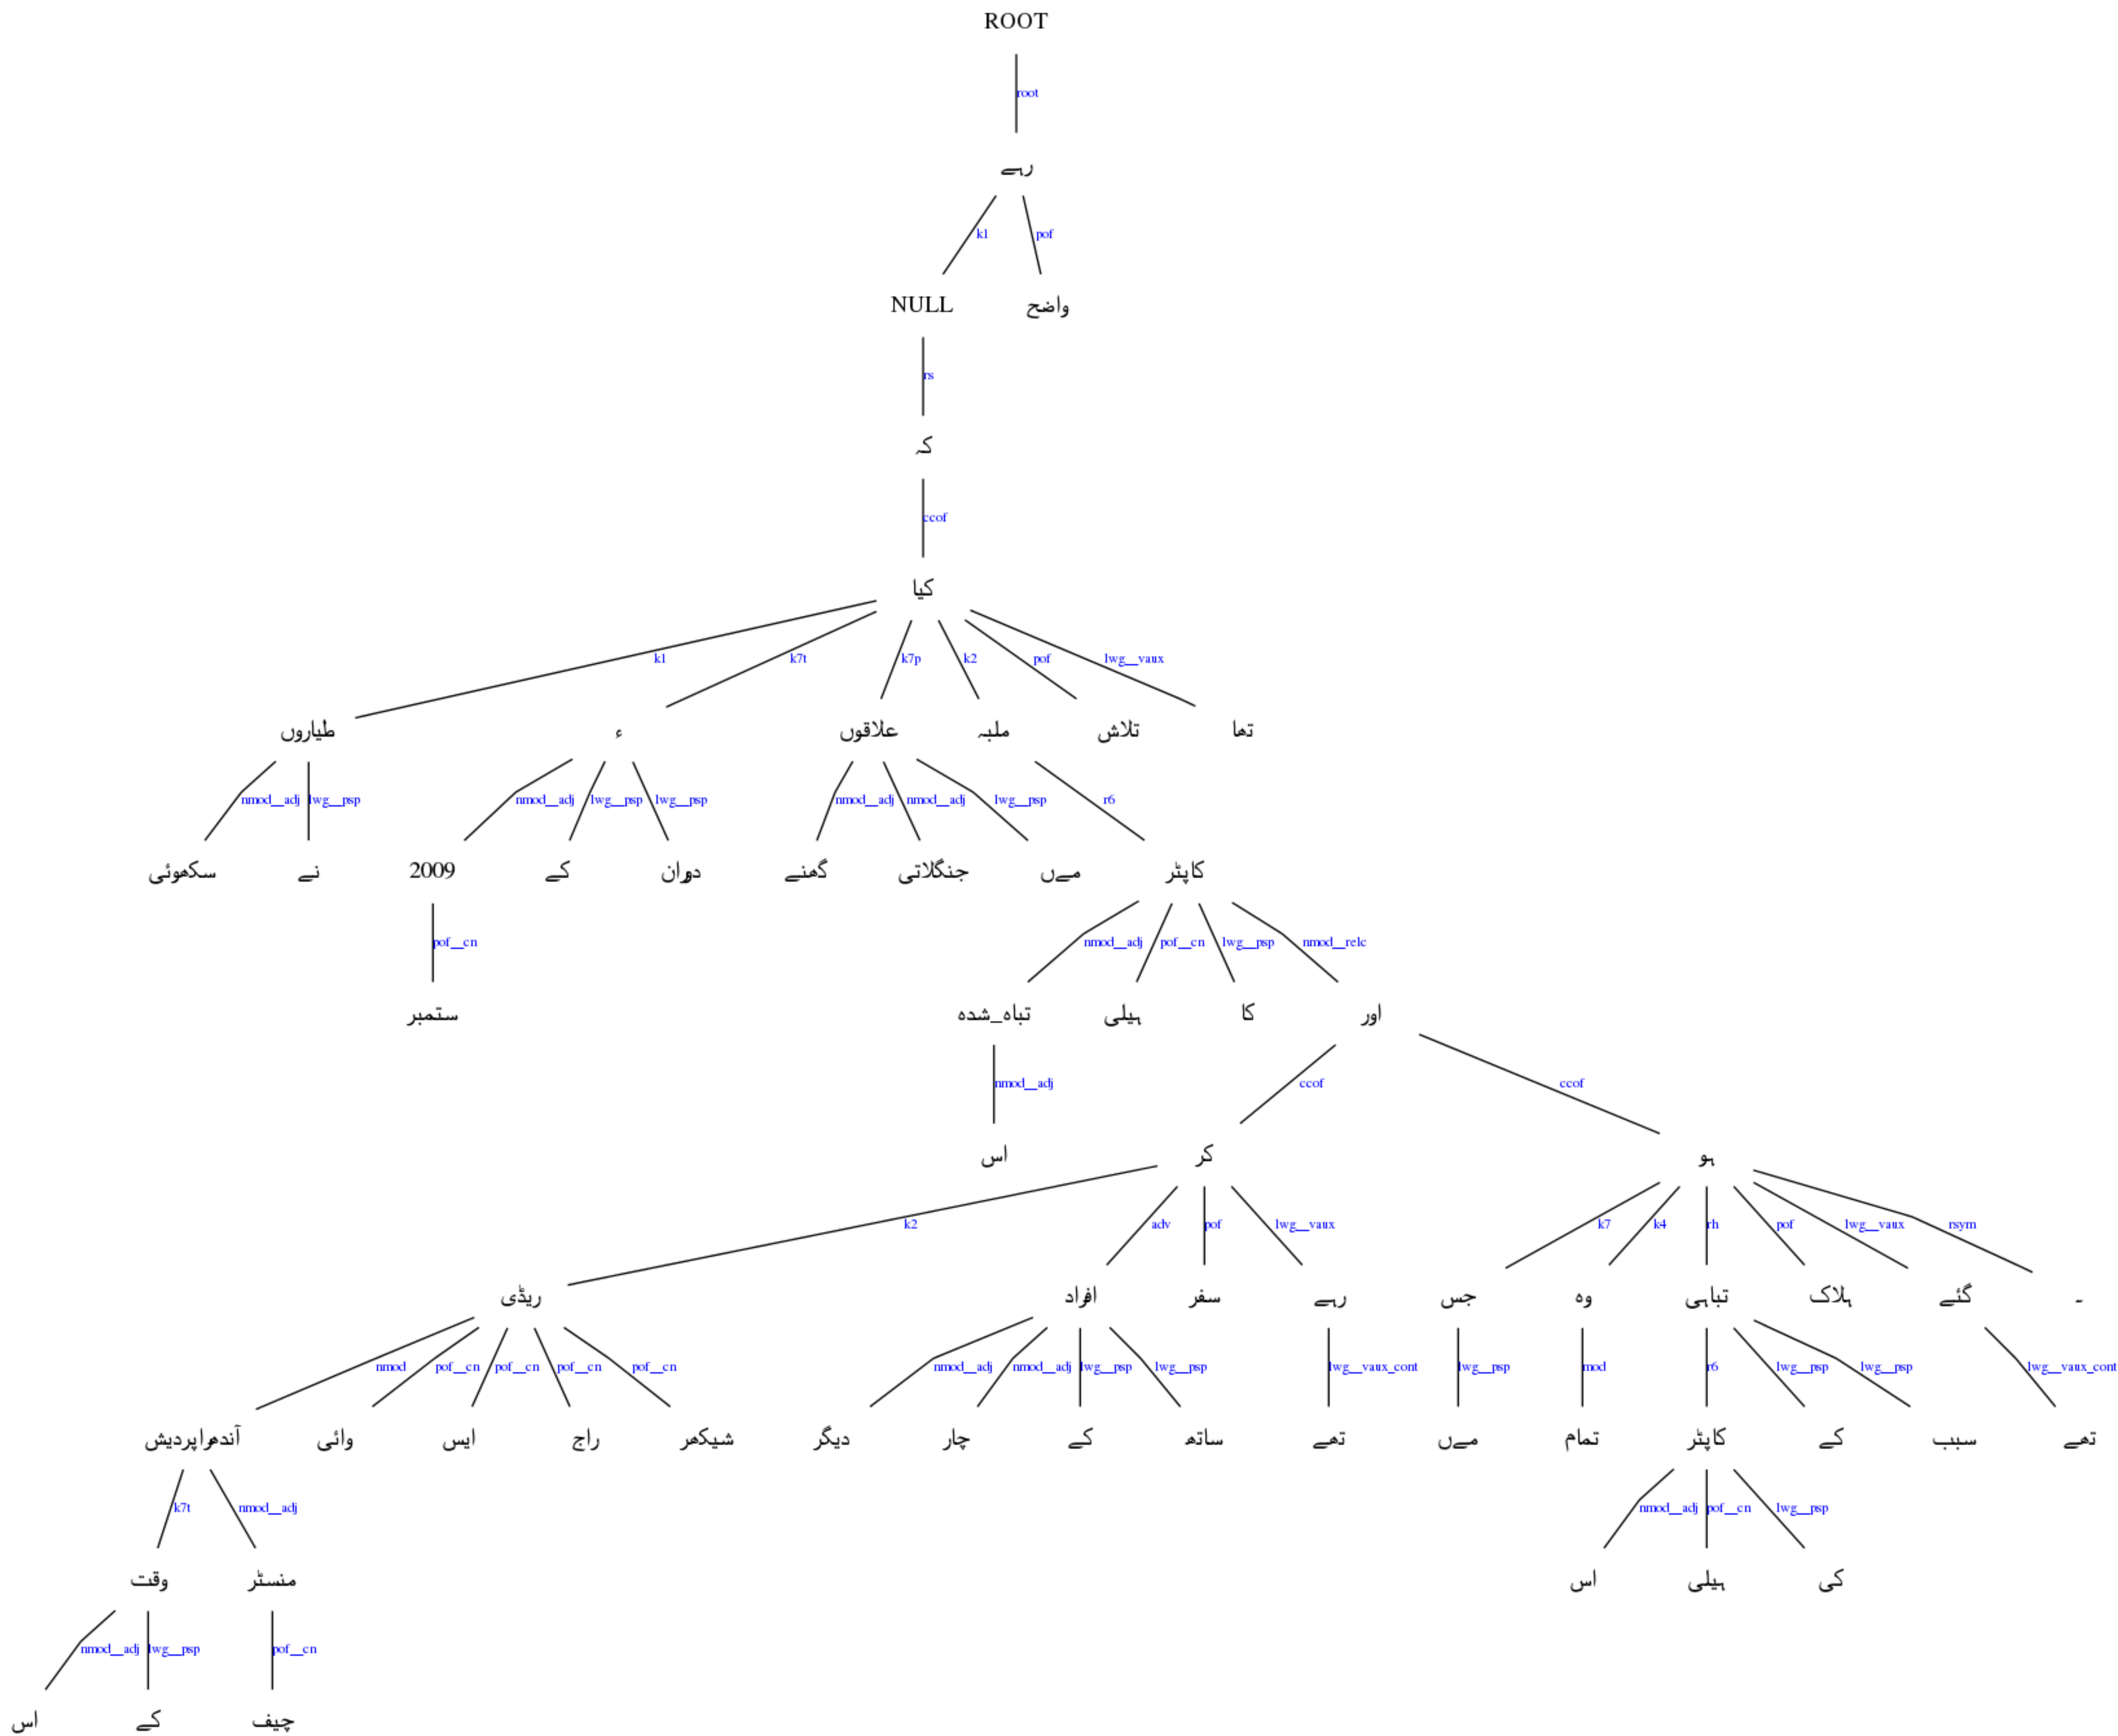 ROOT
root
رہے
k1 pof
NULL واضح
rs
کہ
ccof
کیا
k1 k7t k7p k2 pof lwg__vaux
طیاروں ء علاقوں ملبہ تلاش تھا
nmod__adj lwg__psp nmod__adj lwg__psp lwg__psp nmod__adj nmod__adj lwg__psp r6
سکھوئی نے 2009 کے دوران گھنے جنگلاتی مےں کاپٹر
pof__cn nmod__adj pof__cn lwg__psp nmod__relc
ستمبر تباہ_شدہ ہیلی کا اور
nmod__adj ccof ccof
اس کر ہو
k2 adv pof lwg__vaux k7 k4 rh pof lwg__vaux rsym
ریڈی افراد سفر رہے جس وہ تباہی ہلاک گئے ۔
nmod pof__cn pof__cn pof__cn pof__cn nmod__adj nmod__adj lwg__psp lwg__psp lwg__vaux_cont lwg__psp mod r6 lwg__psp lwg__psp lwg__vaux_cont
آندھراپردیش وائی ایس راج شیکھر دیگر چار کے ساتھ تھے مےں تمام کاپٹر کے سبب تھے
k7t nmod__adj nmod__adj pof__cn lwg__psp
وقت منسٹر اس ہیلی کی
nmod__adj lwg__psp pof__cn
اس کے چیف